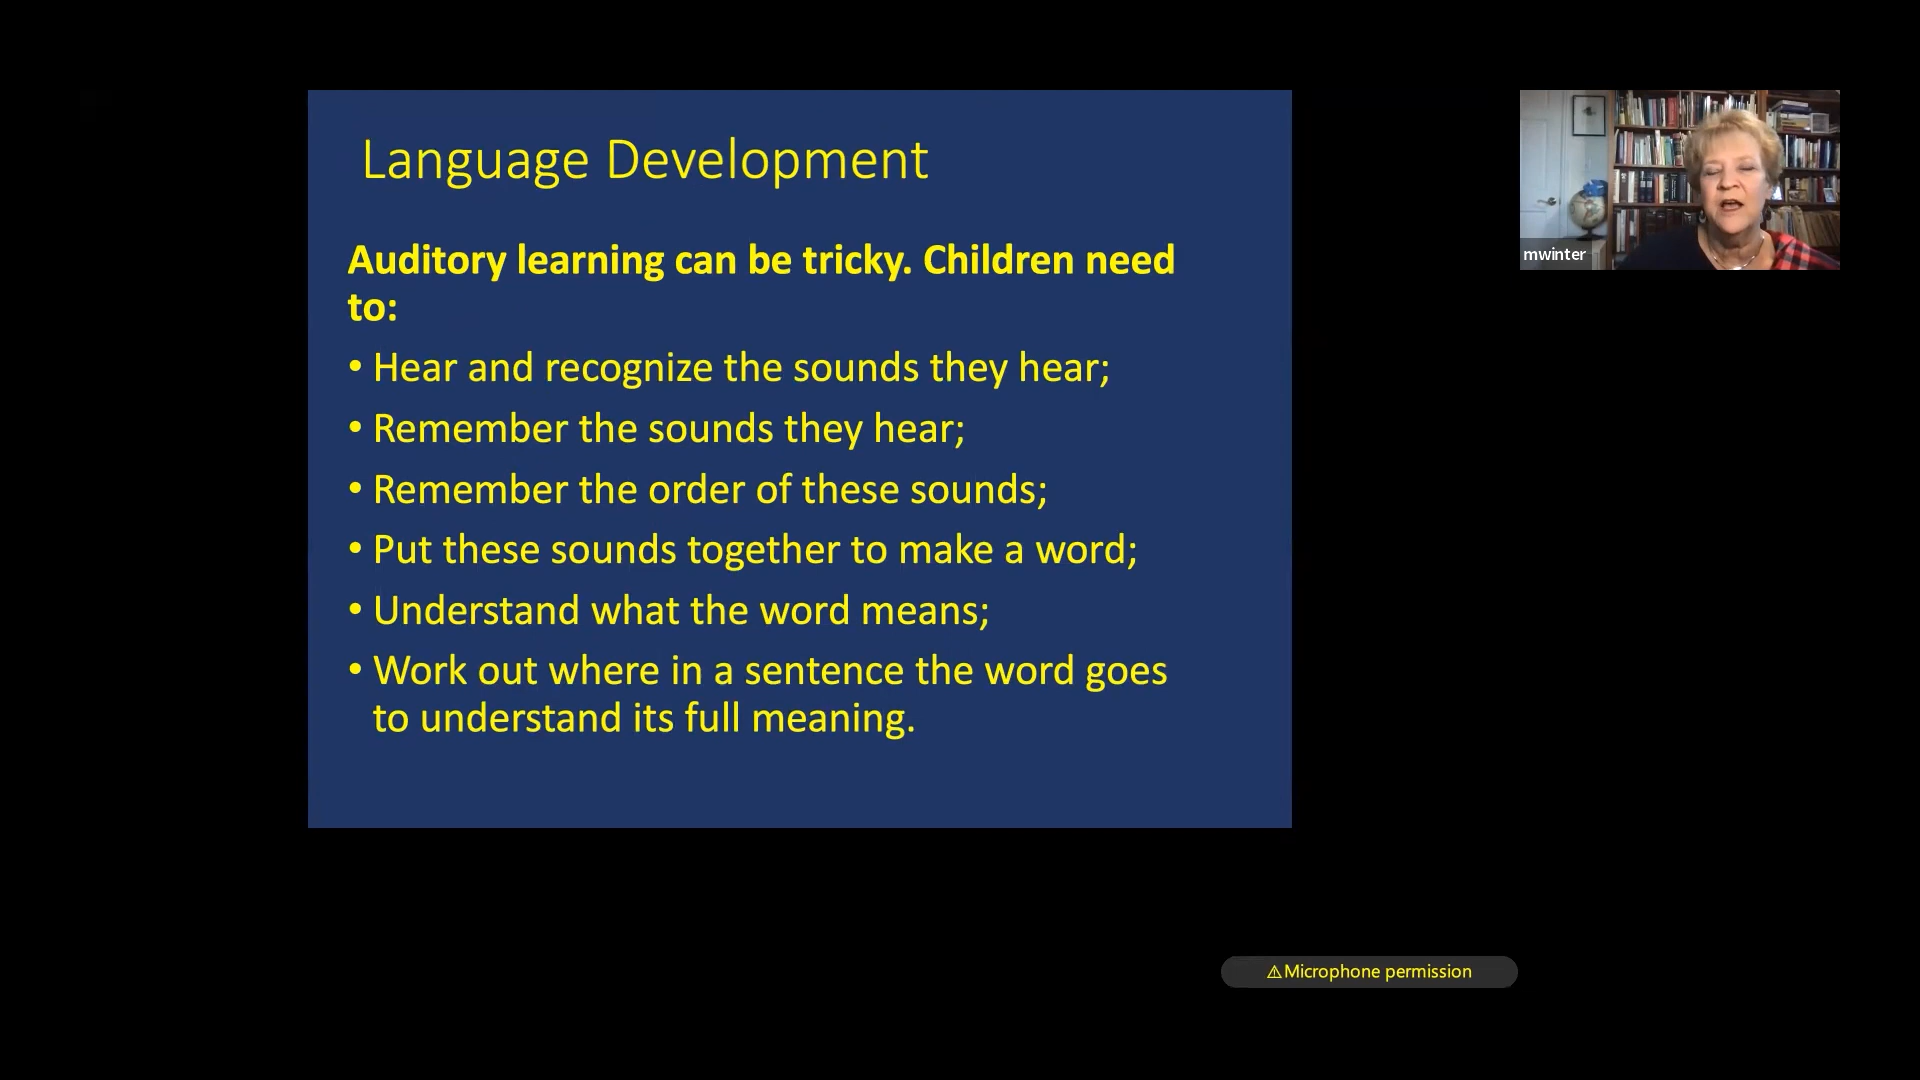 Language Development
Auditory learning can be tricky. Children need
to:
• Hear and recognize the sounds they hear;
• Remember the sounds they hear;
• Remember the order of these sounds;
• Put these sounds together to make a word;
• Understand what the word means;
• Work out where in a sentence the word goes
to understand its full meaning.
mwinter
⚠Microphone permission